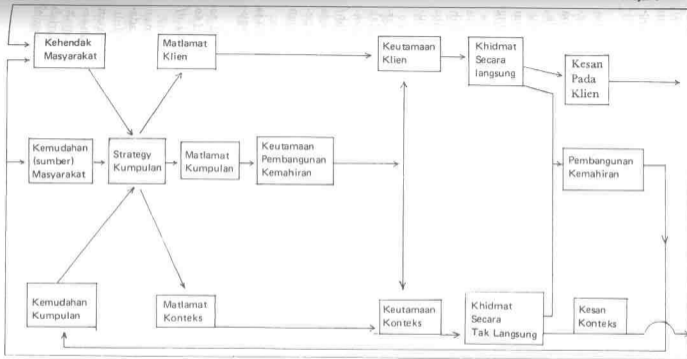 Kehendak
Masyarakat
Matlamat
Klien
Keutamaan
Klien
Khidmat
Secara
langsung
Kesan
Pada
Klien
Kemudahan
(sumber)
Masyarakat
Strategy
Kumpulan
Matlamat
Kumpulan
Keutamaan
Pembangunan
Kemahiran
Pembangunan
Kemahiran
Kemudahan
Kumpulan
Matlamat
Konteks
Keutamaan
Konteks
Khidmat
Secara
Tak Langsung
Kesan
Konteks